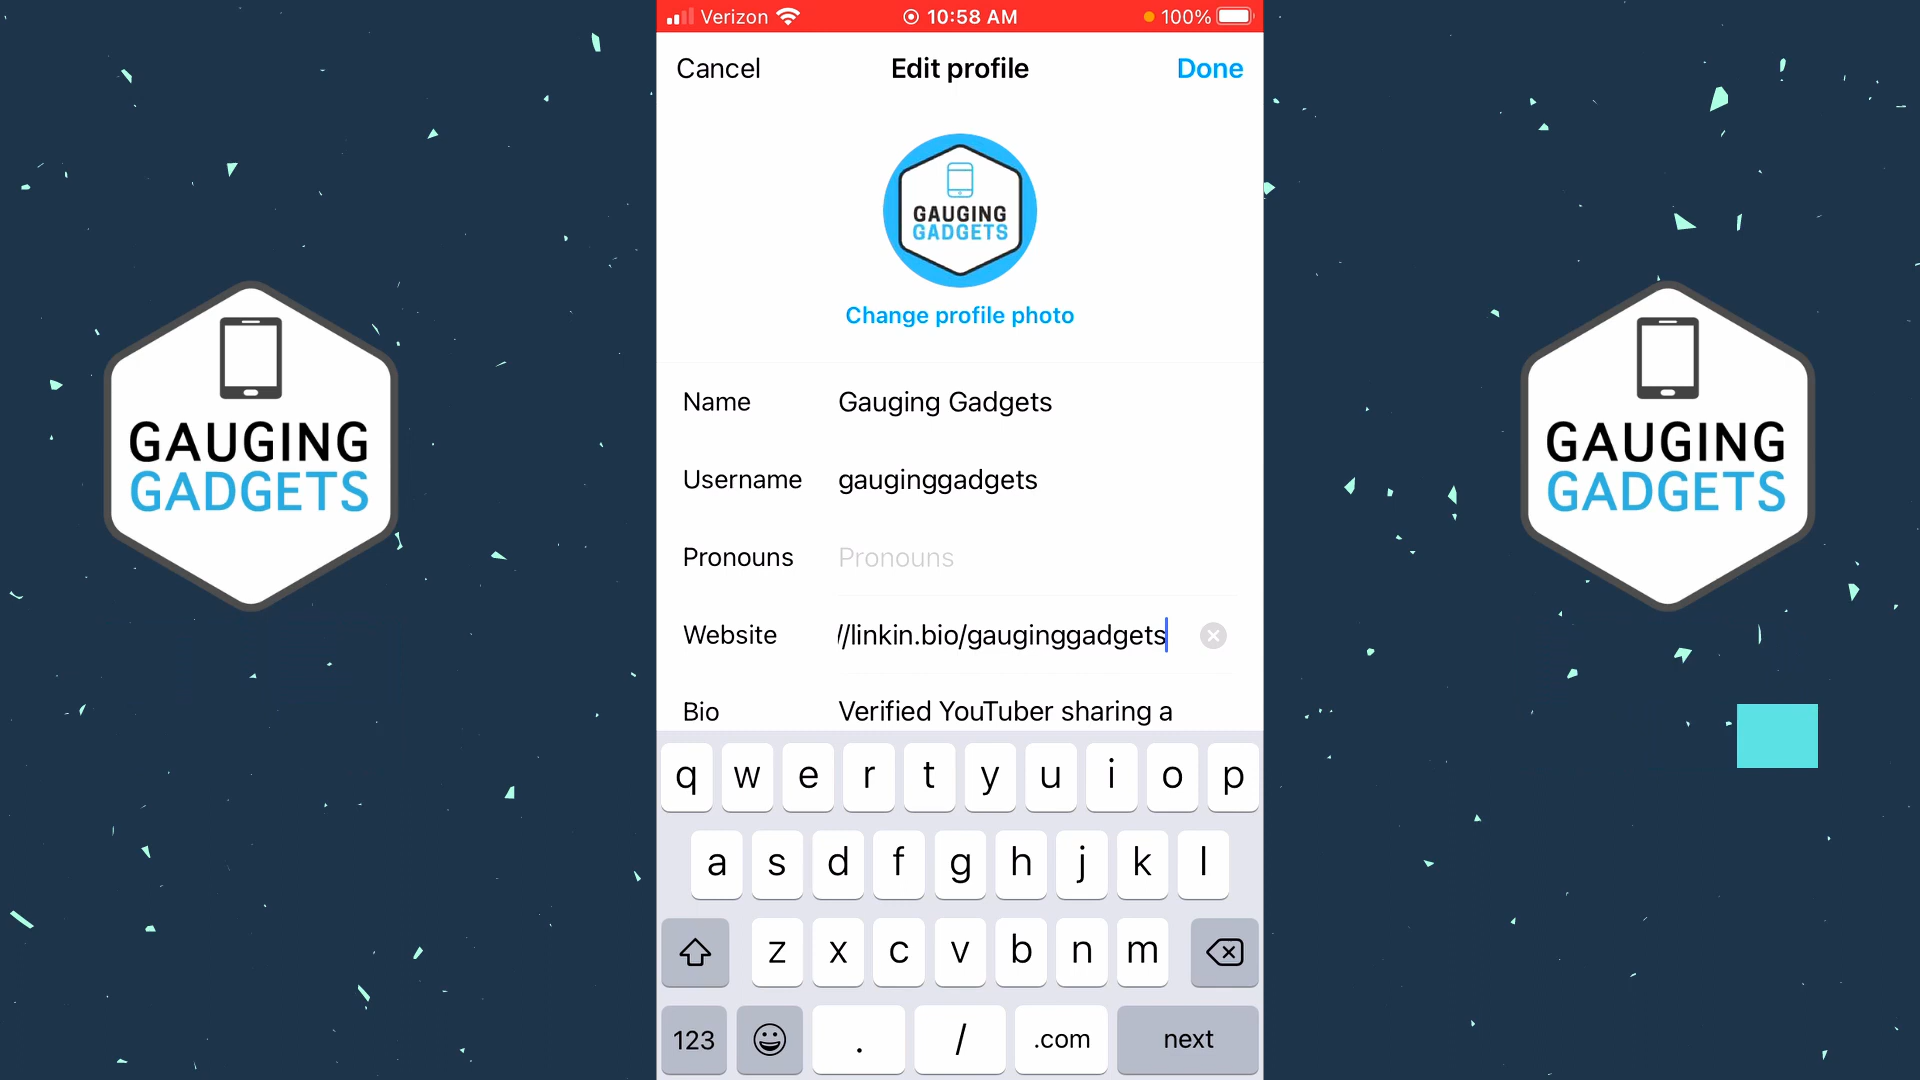 Verizon 10:58 AM 100%
Cancel Edit profile Done
GAUGING
GADGETS
Change profile photo
GAUGING
GADGETS
GAUGING
GADGETS
Name Gauging Gadgets
Username gauginggadgets
Pronouns Pronouns
Website //linkin.bio/gauginggadgets
Bio Verified YouTuber sharing a
q w e r t y u i o p
a s d f g h j k l
z x c v b n m
123 . / .com next